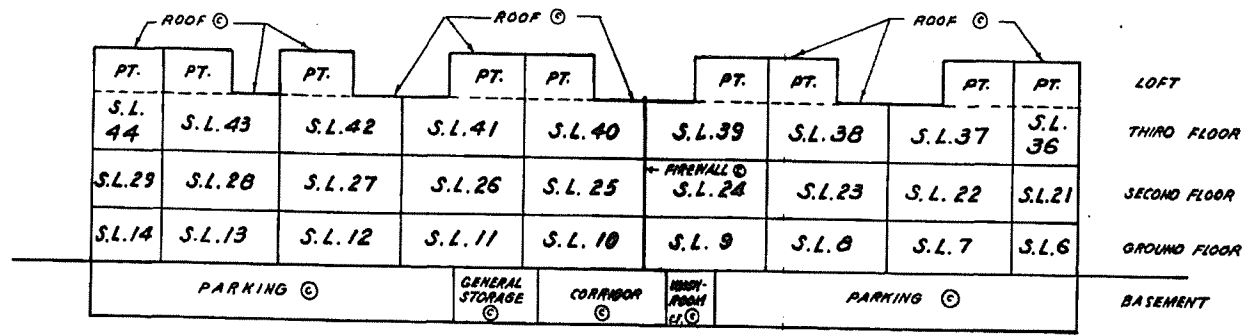 ROOF © ROOF © ROOF ©
PT. PT. PT. PT. PT. PT. PT. PT. PT. LOFT
S.L. 44 S.L.43 S.L.42 S.L.41 S.L.40 S.L.39 S.L.38 S.L.37 S.L. 36 THIRD FLOOR
← FIREWALL ©
S.L.29 S.L.28 S.L.27 S.L.26 S.L. 25 S.L.24 S.L.23 S.L. 22 S.L.21 SECOND FLOOR
S.L.14 S.L.13 S.L.12 S.L.11 S.L. 10 S.L. 9 S.L.8 S.L.7 S.L.6 GROUND FLOOR
PARKING © GENERAL STORAGE © CORRIGOR © ROOM © PARKING © BASEMENT